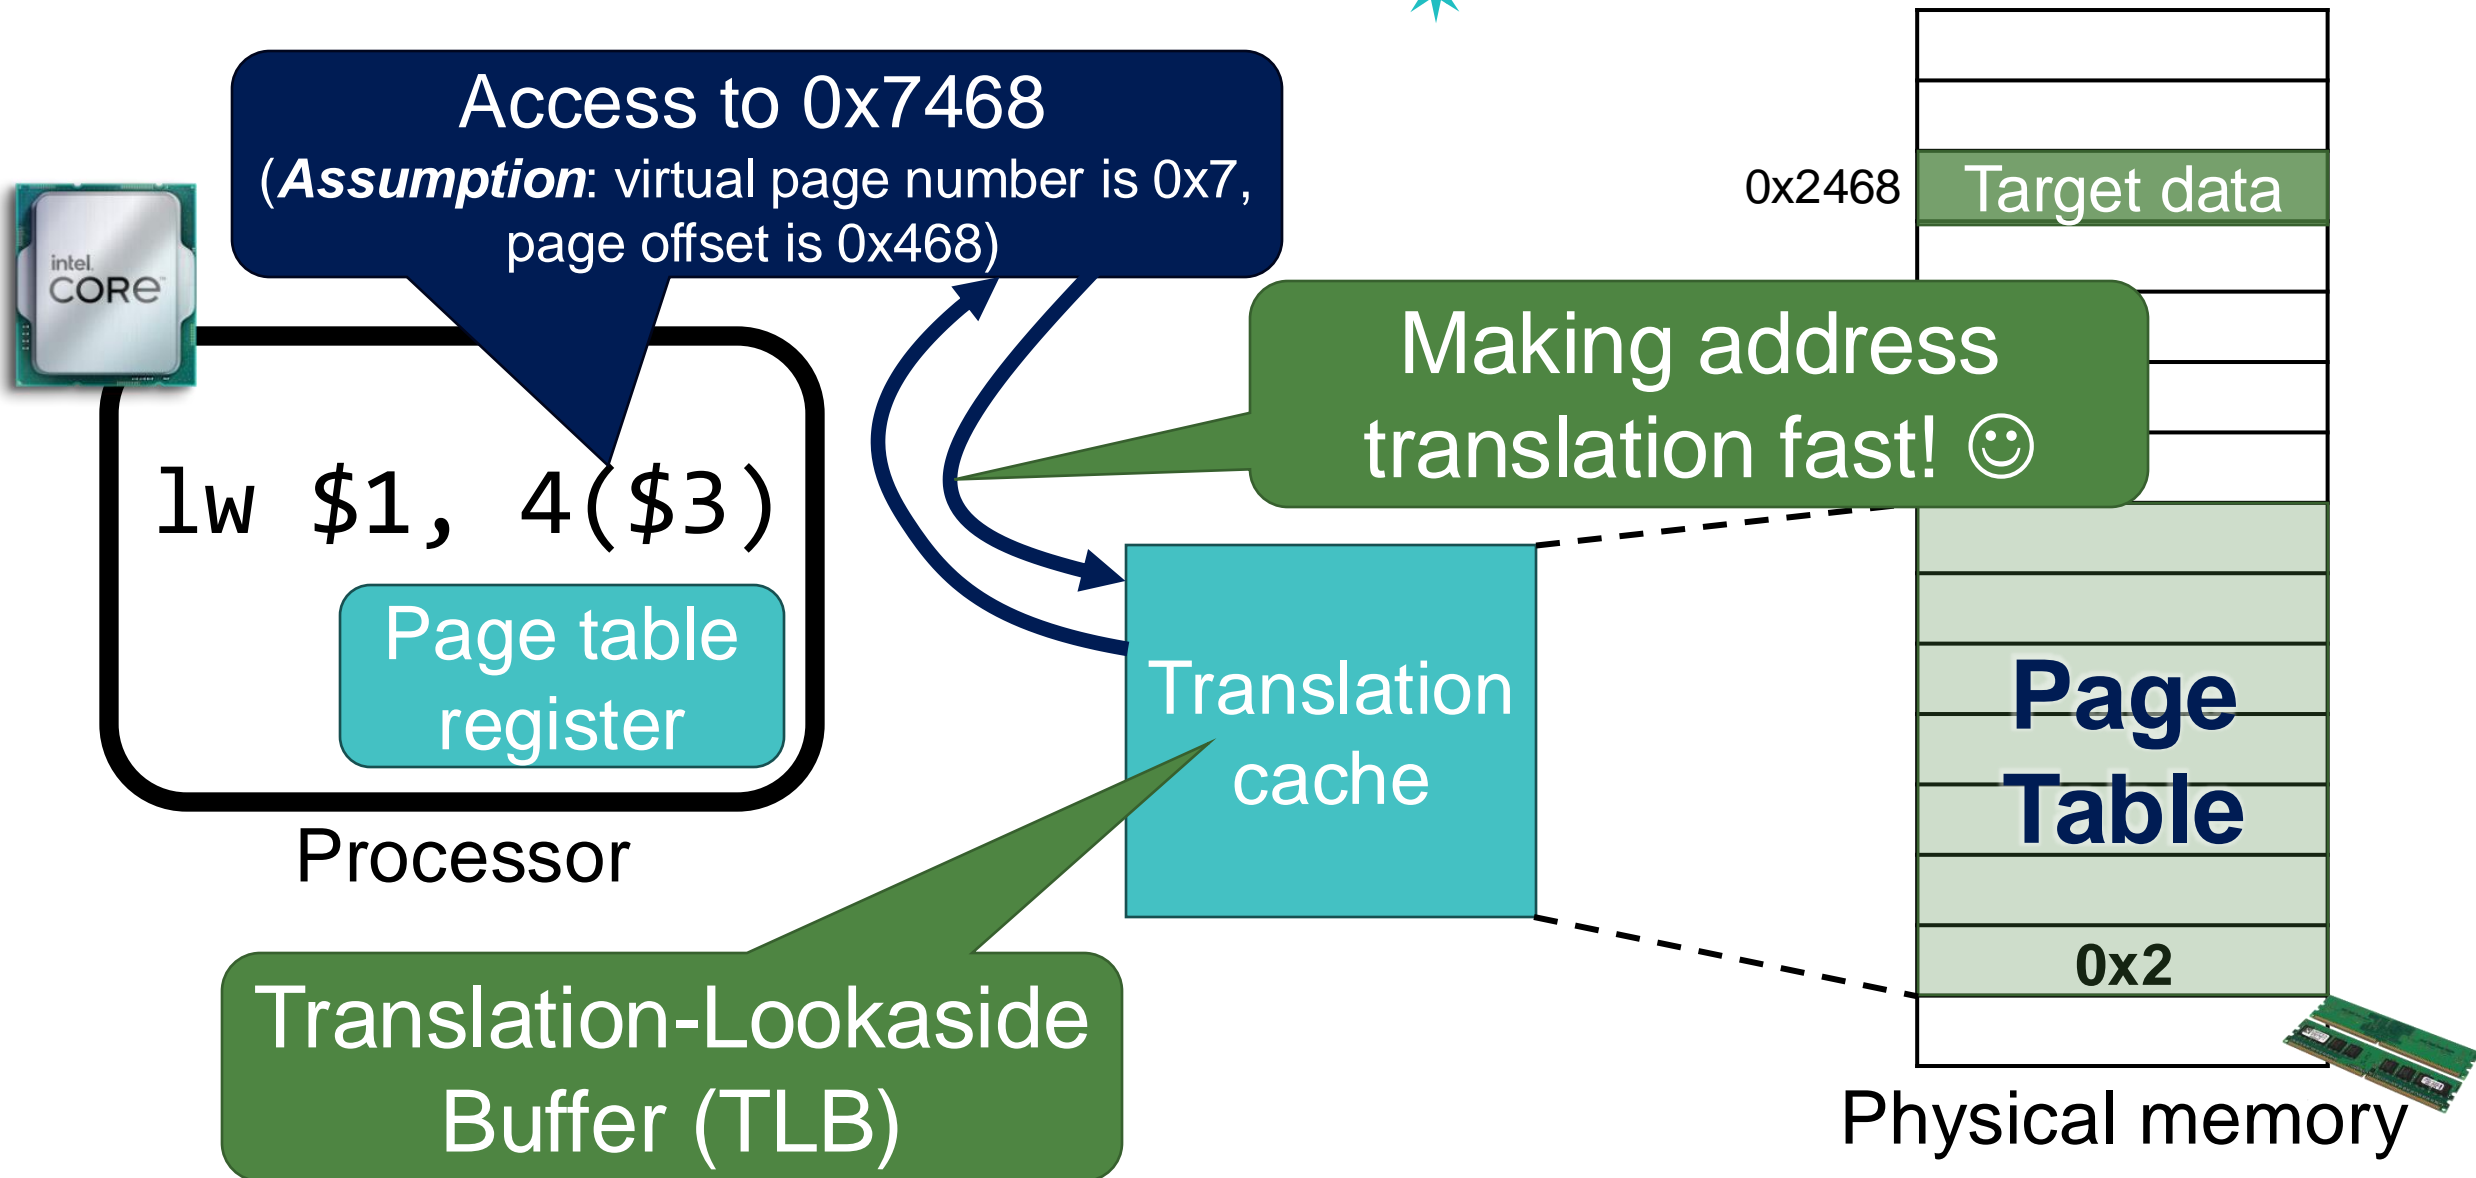 Access to 0x7468
(Assumption: virtual page number is 0x7,
page offset is 0x468)
intel.
CORE
lw $1, 4($3)
Page table
register
Processor
Making address
translation fast! ☺
Translation
cache
Translation-Lookaside
Buffer (TLB)
0x2468
Target data
Page
Table
0x2
Physical memory